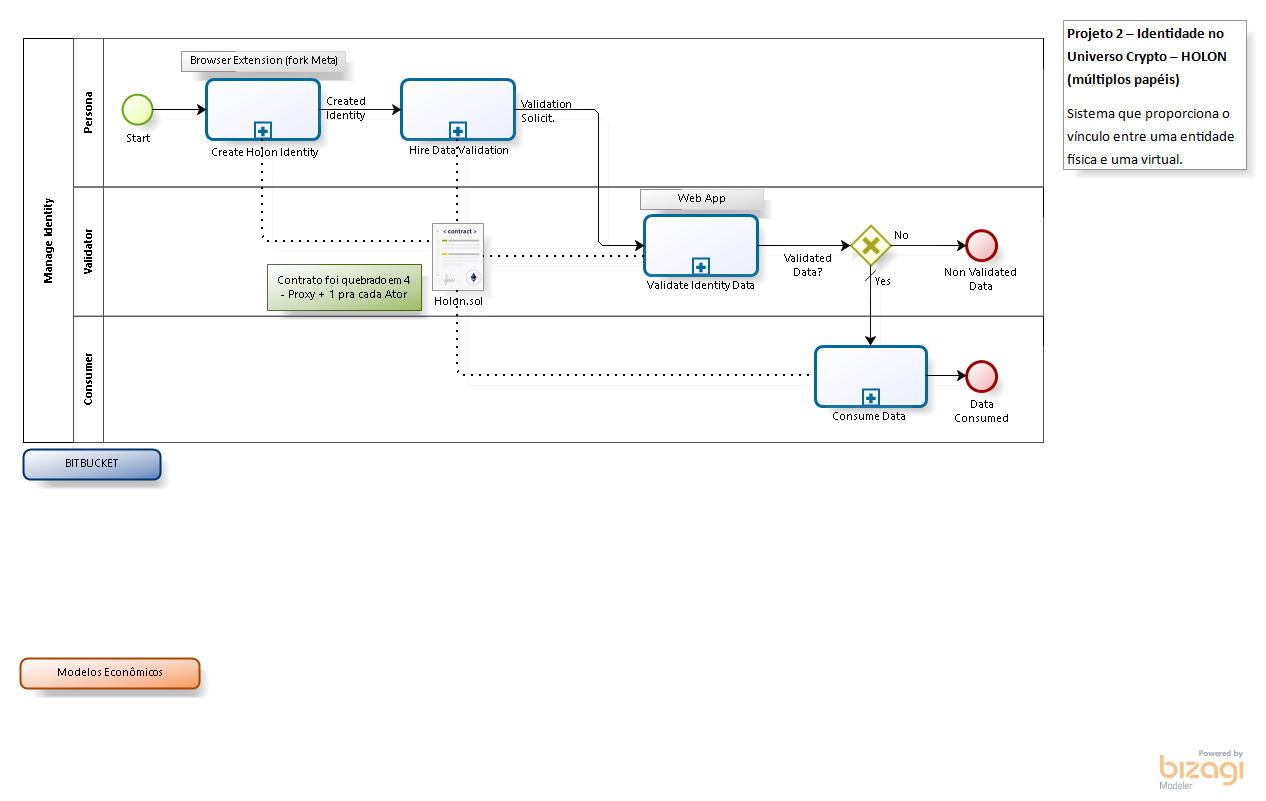 Projeto 2 – Identidade no
Universo Crypto – HOLON
(múltiplos papéis)
Sistema que proporciona o
vínculo entre uma entidade
física e uma virtual.
Manage Identity
Persona
Browser Extension (fork Meta)
Start
Create Holon Identity
Created
Identity
Hire Data Validation
Validation
Solicit.
Validator
Web App
< contract >
Holon.sol
Contrato foi quebrado em 4
- Proxy + 1 pra cada Ator
Validate Identity Data
Validated
Data?
No
Yes
Non Validated
Data
Consumer
Consume Data
Data
Consumed
BITBUCKET
Modelos Econômicos
Powered by
bizagi
Modeler